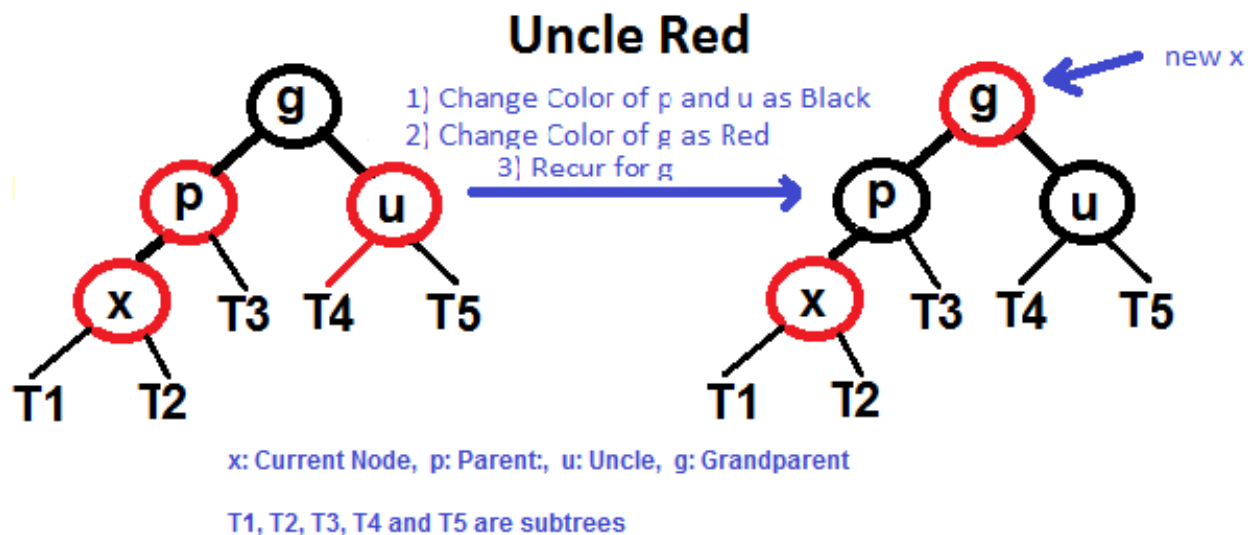 Uncle Red
new x
1) Change Color of p and u as Black
2) Change Color of g as Red
3) Recur for g
g
p
u
x
T3
T4
T5
T1
T2
g
p
u
x
T3
T4
T5
T1
T2
x: Current Node, p: Parent:, u: Uncle, g: Grandparent
T1, T2, T3, T4 and T5 are subtrees